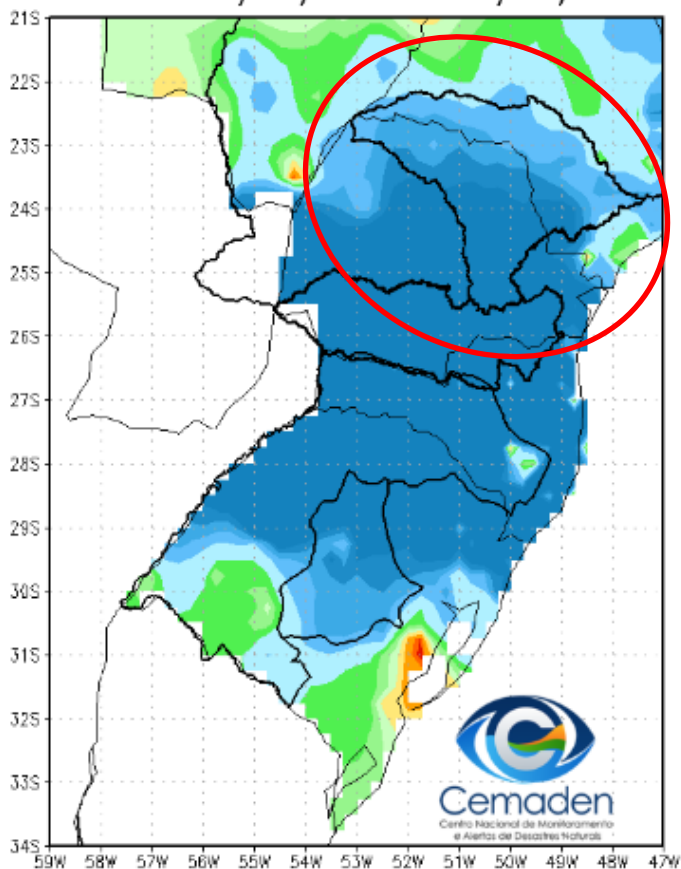 21S
22S
23S
24S
25S
26S
27S
28S
29S
30S
31S
32S
33S
34S
59W 58W 57W 56W 55W 54W 53W 52W 51W 50W 49W 48W 47W
Cemaden
Centro Nacional de Monitoramento
e Alertas de Desastres Naturais